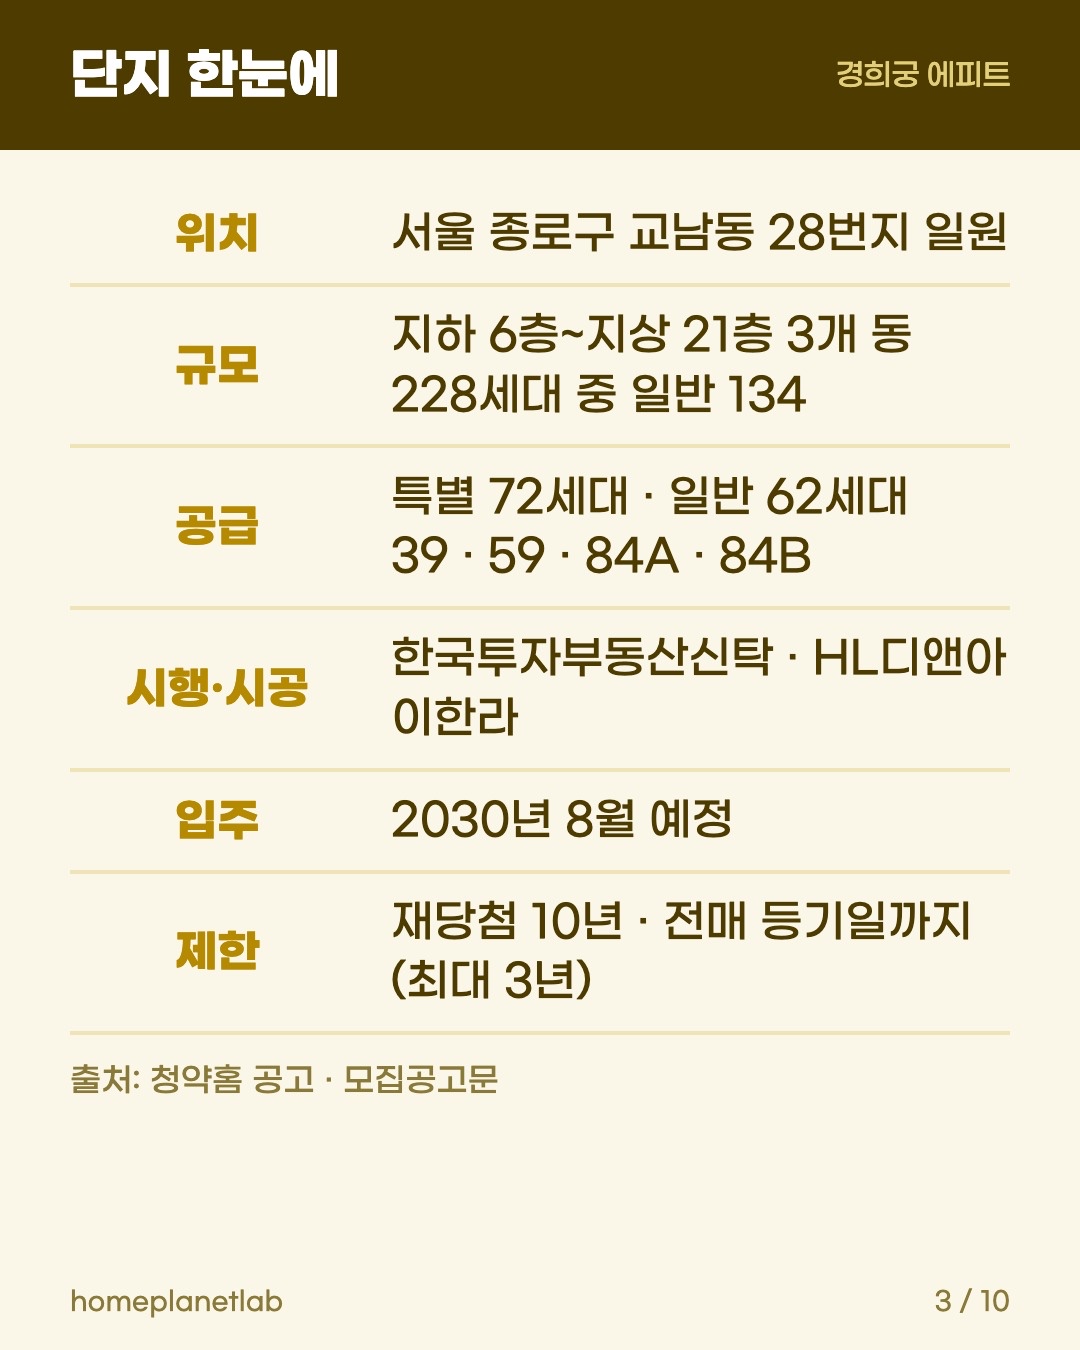 단지 한눈에
경희궁 에피트
위치
서울 종로구 교남동 28번지 일원
규모
지하 6층~지상 21층 3개 동
228세대 중 일반 134
공급
특별 72세대 · 일반 62세대
39 · 59 · 84A · 84B
시행·시공
한국투자부동산신탁 · HL디앤아
이한라
입주
2030년 8월 예정
제한
재당첨 10년 · 전매 등기일까지
(최대 3년)
출처: 청약홈 공고 · 모집공고문
homeplanetlab
3 / 10